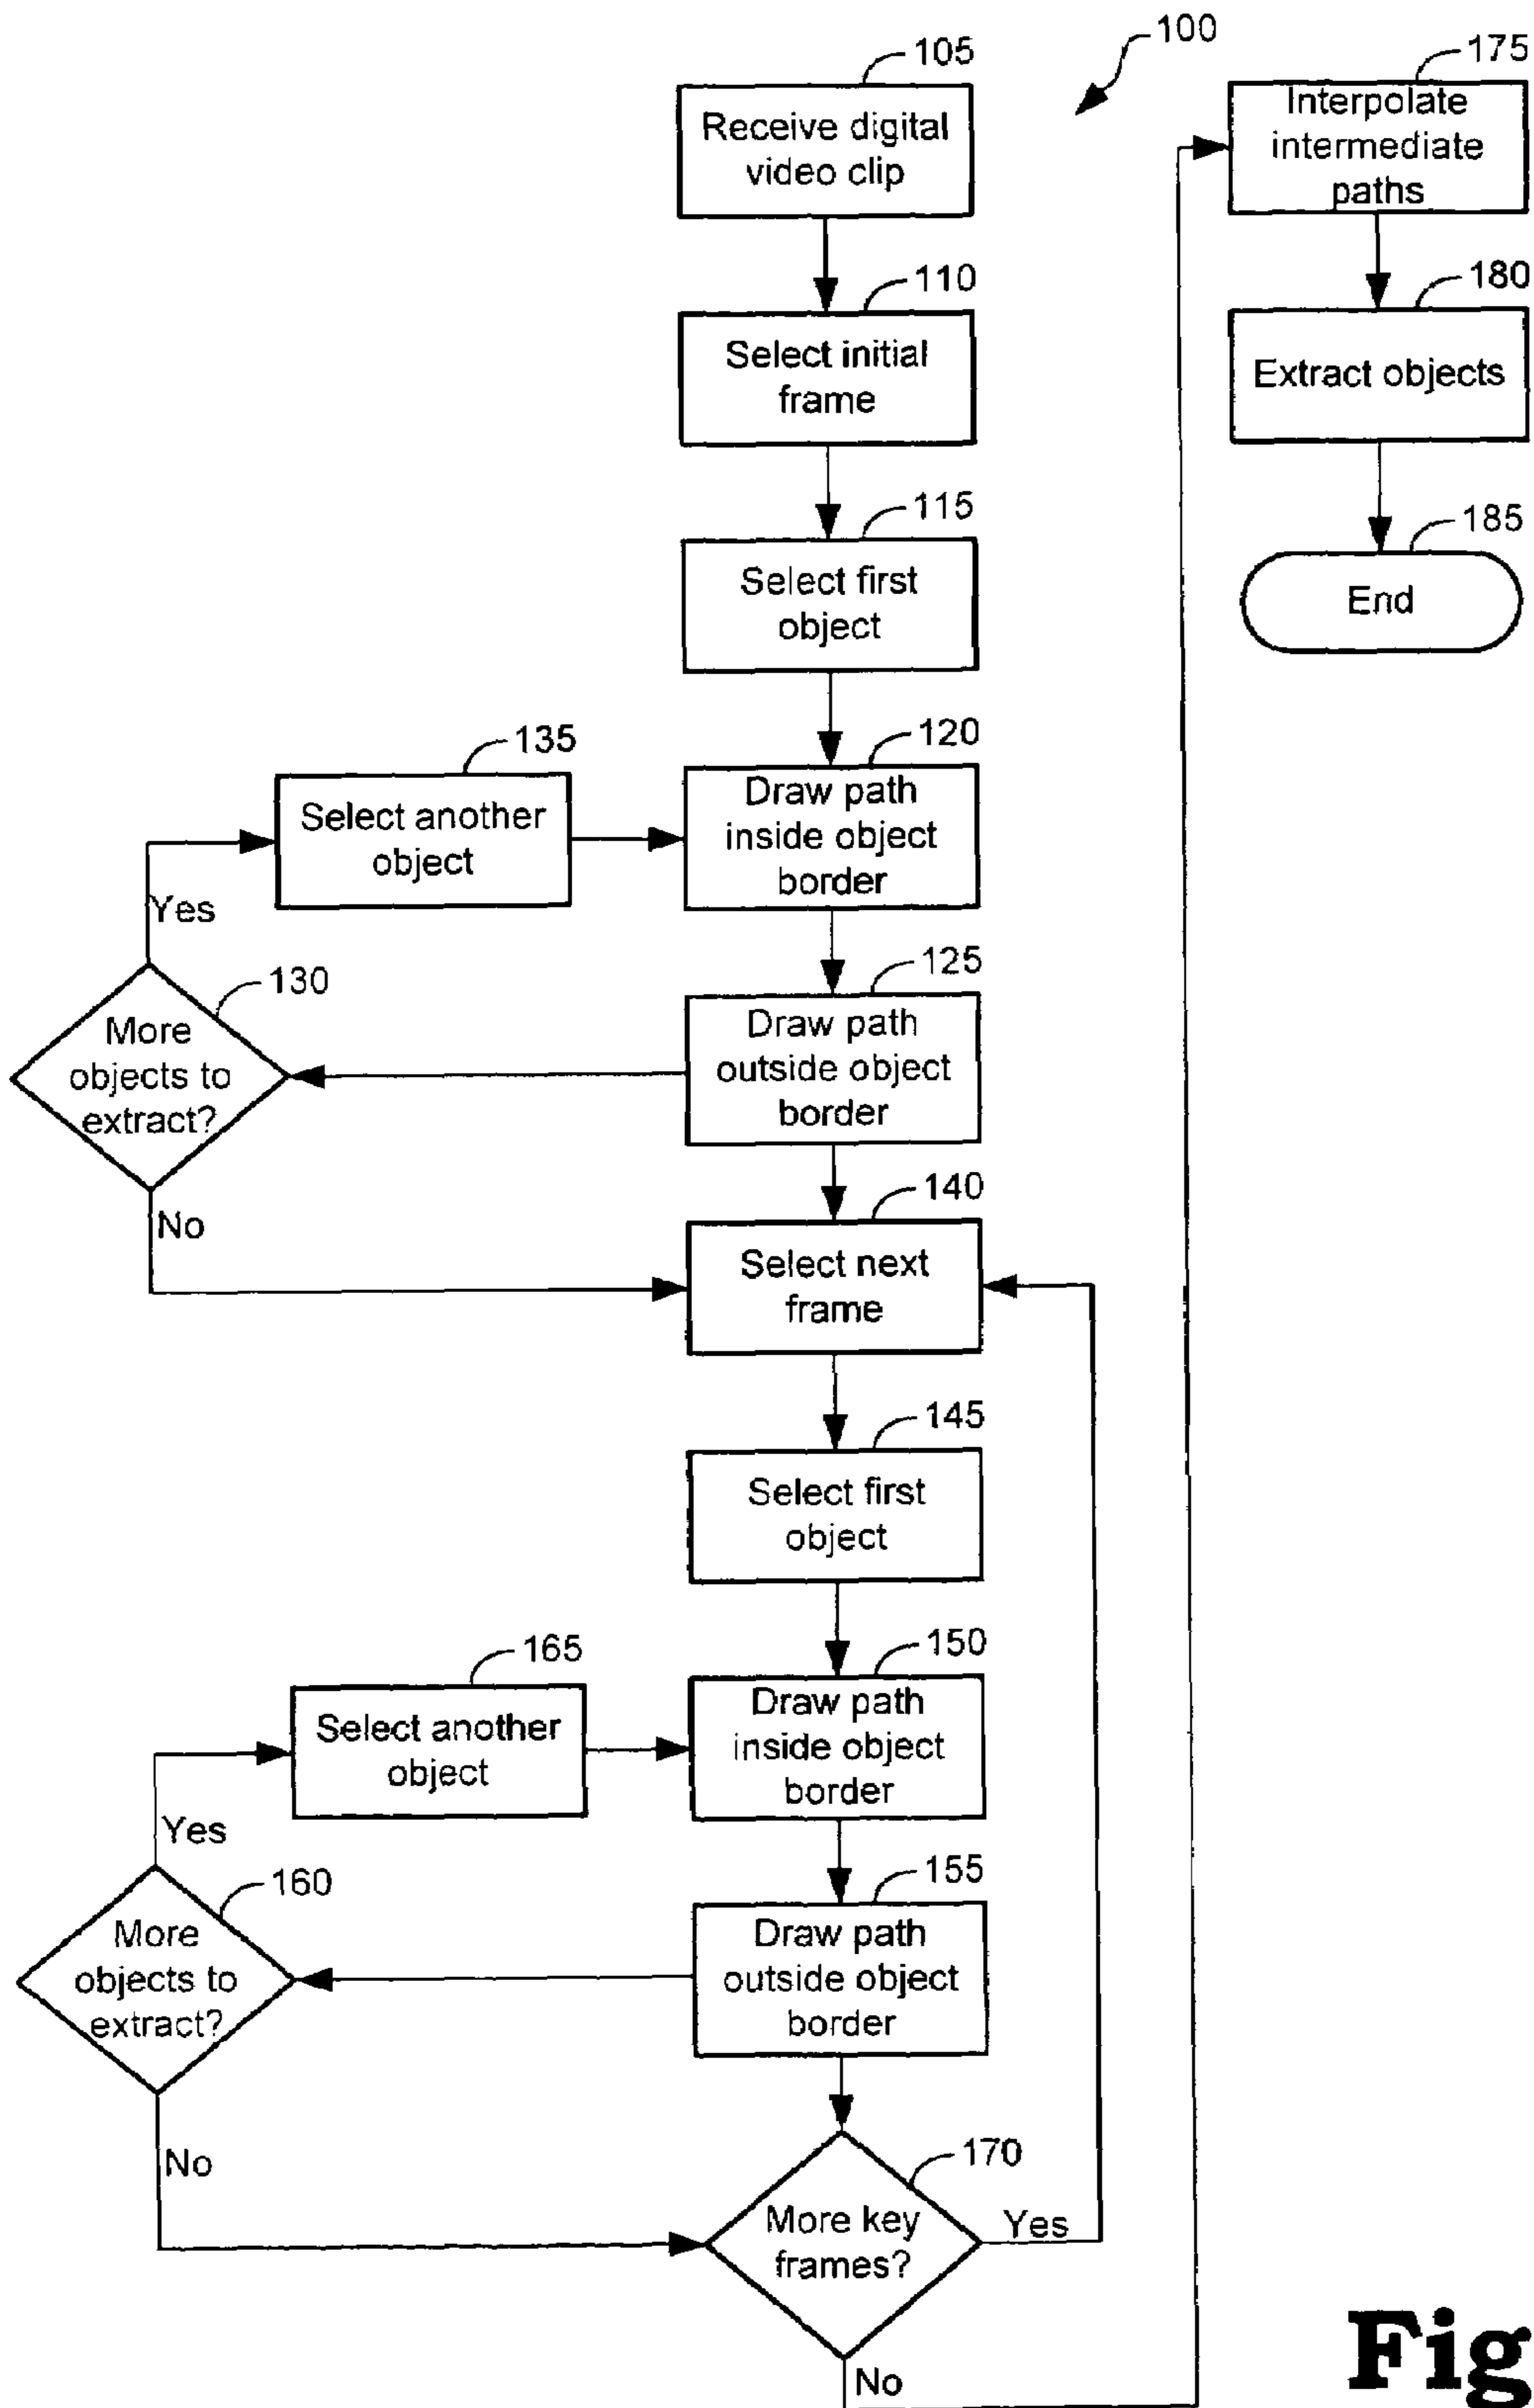 100
105
Receive digital
video clip
110
Select initial
frame
115
Select first
object
120
Draw path
inside object
border
135
Select another
object
Yes
125
Draw path
outside object
border
130
More
objects to
extract?
No
140
Select next
frame
145
Select first
object
150
Draw path
inside object
border
165
Select another
object
Yes
155
Draw path
outside object
border
160
More
objects to
extract?
No
170
More key
frames?
Yes
No
175
Interpolate
intermediate
paths
180
Extract objects
185
End
Fig